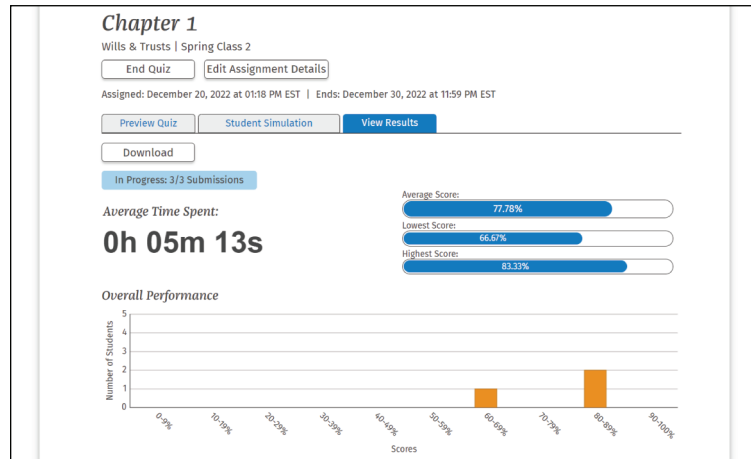 Chapter 1
Wills & Trusts | Spring Class 2
End Quiz
Edit Assignment Details
Assigned: December 20, 2022 at 01:18 PM EST | Ends: December 30, 2022 at 11:59 PM EST
Preview Quiz
Student Simulation
View Results
Download
In Progress: 3/3 Submissions
Average Time Spent:
0h 05m 13s
Average Score:
77.78%
Lowest Score:
66.67%
Highest Score:
83.33%
Overall Performance
Number of Students
5
4
3
2
1
0
0-9%
10-19%
20-29%
30-39%
40-49%
50-59%
60-69%
70-79%
80-89%
90-100%
Scores